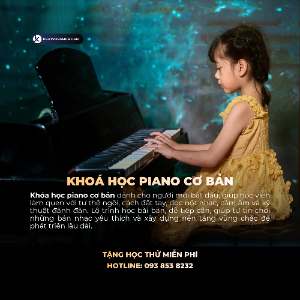 KHOÁ HỌC PIANO CƠ BẢN
Khóa học piano cơ bản dành cho người mới bắt đầu, giúp học viên
làm quen với tư thế ngồi, cách đặt tay, đọc nốt nhạc, cảm âm và kỹ
thuật đánh đàn. Lộ trình học bài bản, dễ tiếp cận, giúp tự tin chơi
những bản nhạc yêu thích và xây dựng nền tảng vững chắc để
phát triển lâu dài.
TẶNG HỌC THỬ MIỄN PHÍ
HOTLINE: 093 853 8232